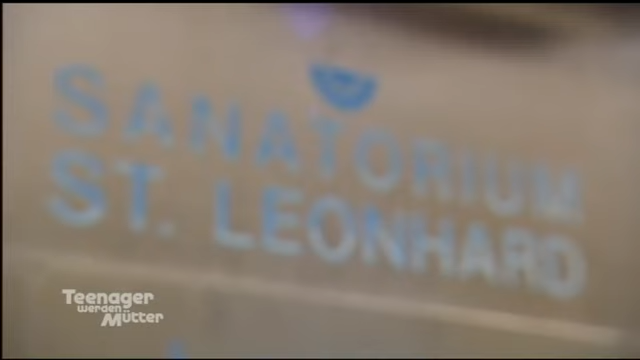 SANATORIUM
ST. LEONHARD
Teenager
werden
Mütter